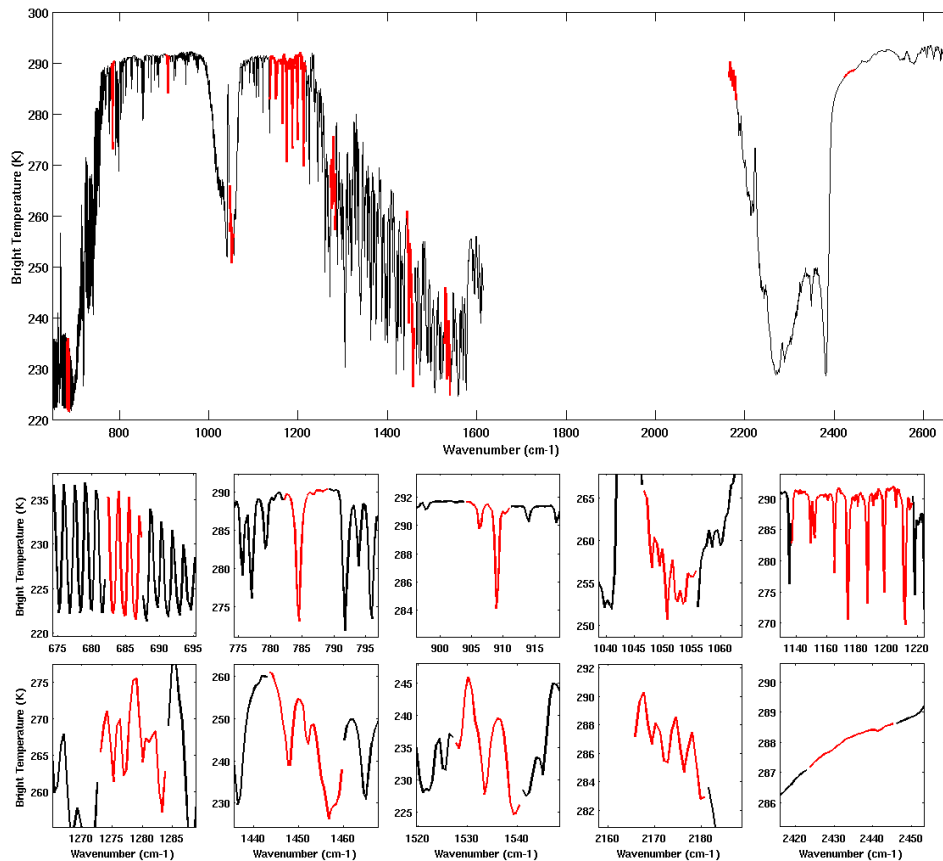 300
290
280
270
260
250
240
230
220
Bright Temperature (K)
800 1000 1200 1400 1600 1800 2000 2200 2400 2600
Wavenumber (cm-1)
235
230
225
220
Bright Temperature (K)
675 680 685 690 695
290
285
280
275
775 780 785 790 795
292
290
288
286
284
900 905 910 915
265
260
255
250
1040 1045 1050 1055 1060
290
285
280
275
270
1140 1160 1180 1200 1220
275
270
265
260
Bright Temperature (K)
1270 1275 1280 1285
Wavenumber (cm-1)
260
250
240
230
1440 1450 1460
Wavenumber (cm-1)
245
240
235
230
225
1520 1530 1540
Wavenumber (cm-1)
292
290
288
286
284
282
2160 2170 2180
Wavenumber (cm-1)
290
289
288
287
286
2420 2430 2440 2450
Wavenumber (cm-1)